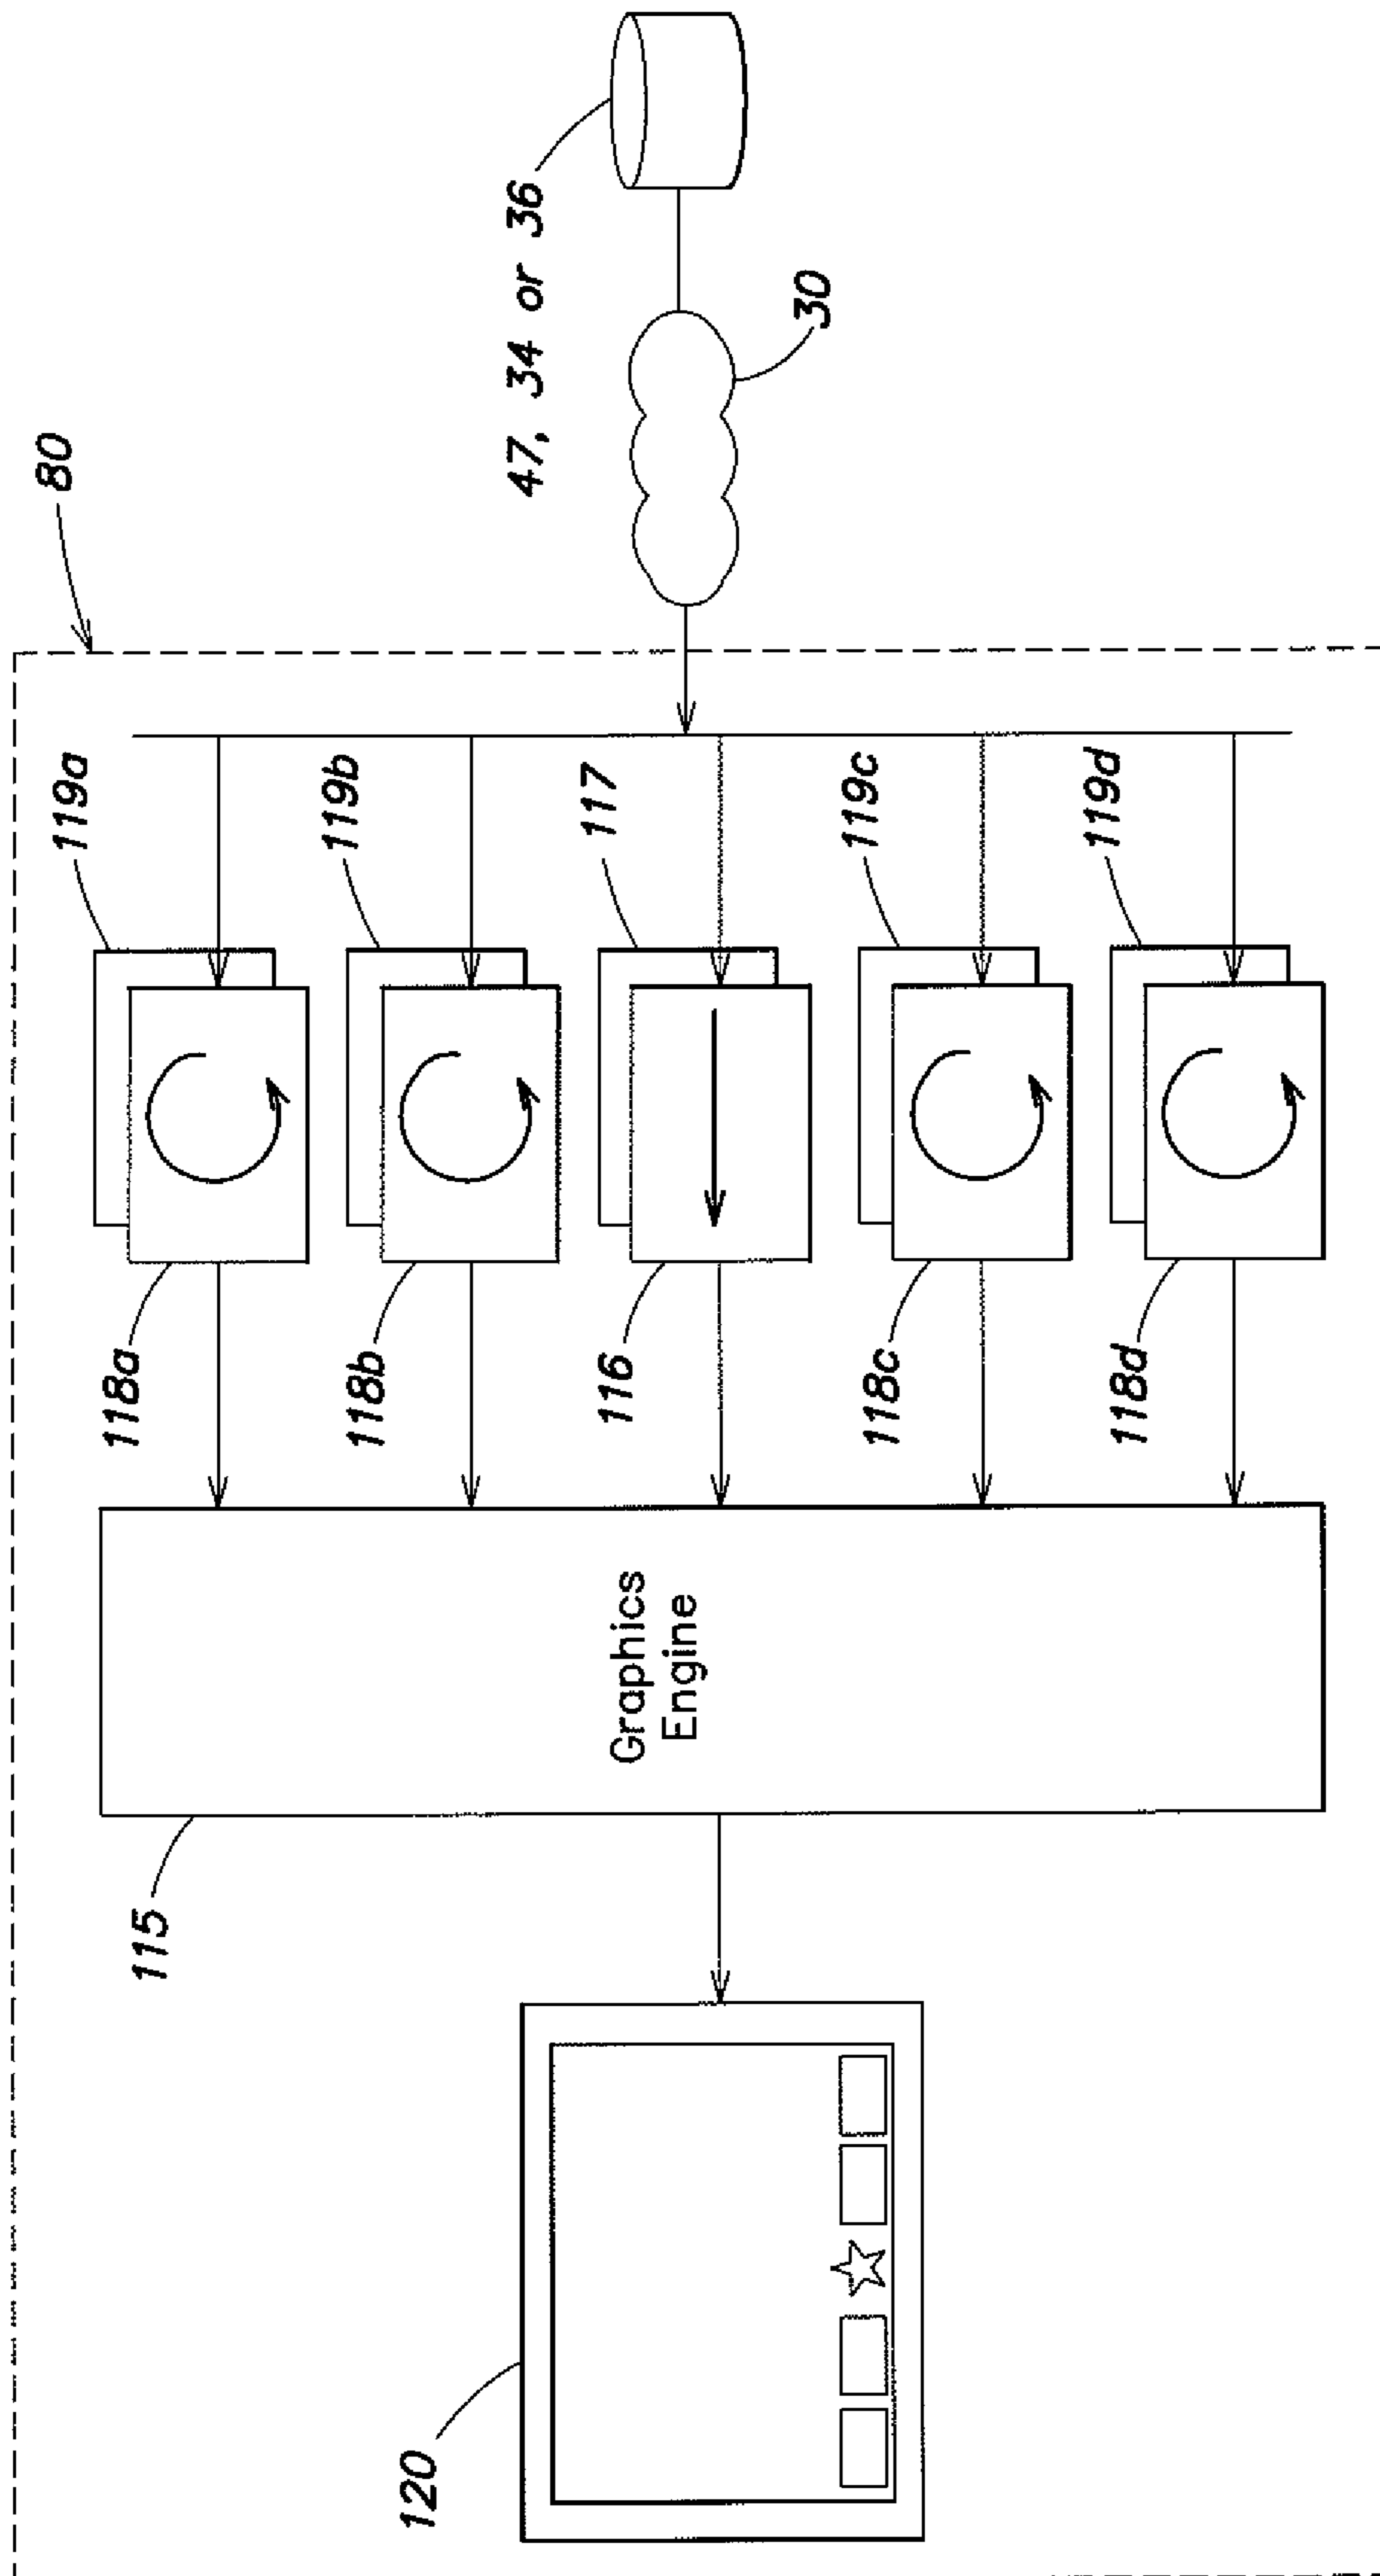 80
47, 34 or 36
30
119a
119b
117
119c
119d
118a
118b
116
118c
118d
Graphics
Engine
115
120